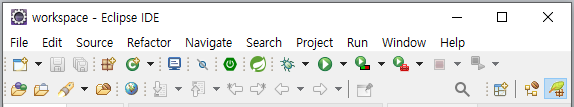 workspace - Eclipse IDE
File Edit Source Refactor Navigate Search Project Run Window Help